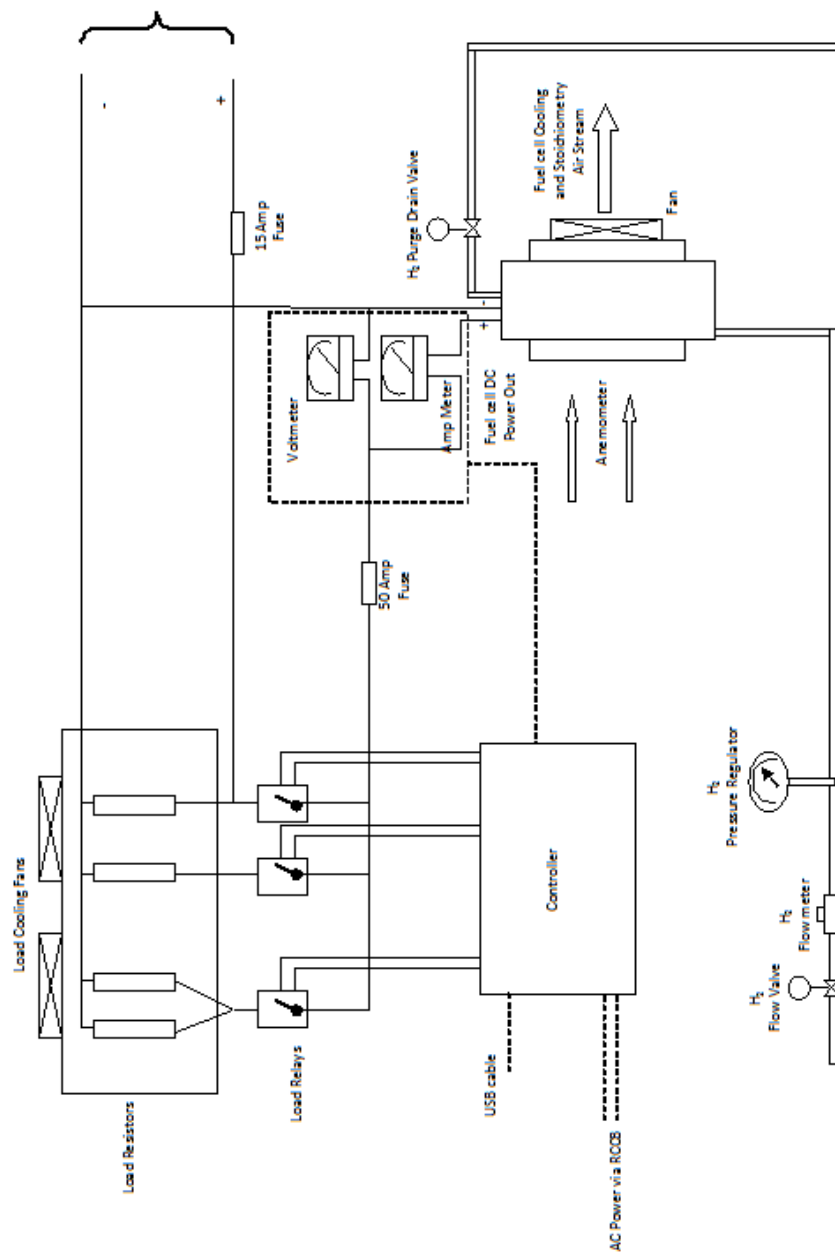 Load Cooling Fans
Load Resistors
Load Relays
-
+
15 Amp
Fuse
Voltmeter
Amp Meter
50 Amp
Fuse
Fuel cell DC
Power Out
+
-
H₂ Purge Drain Valve
Fuel cell Cooling
and Stoichiometry
Air Stream
Fan
Anemometer
Controller
USB cable
AC Power via RCCB
H₂
Pressure Regulator
H₂
Flow meter
H₂
Flow Valve